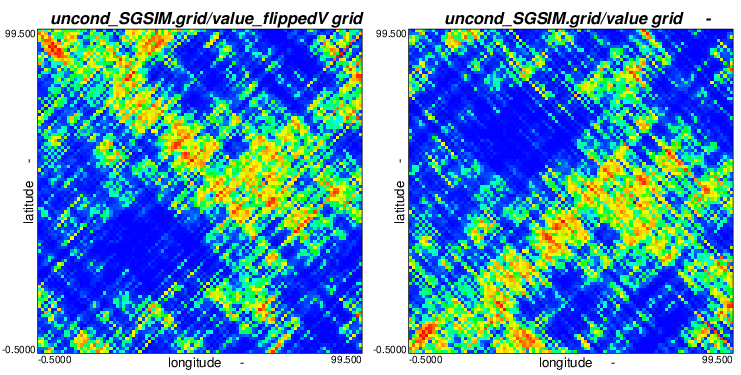 uncond_SGSIM.grid/value_flippedV grid
99.500
latitude -
-0.5000
-0.5000 99.500
longitude -
uncond_SGSIM.grid/value grid -
99.500
latitude -
-0.5000
-0.5000 99.500
longitude -